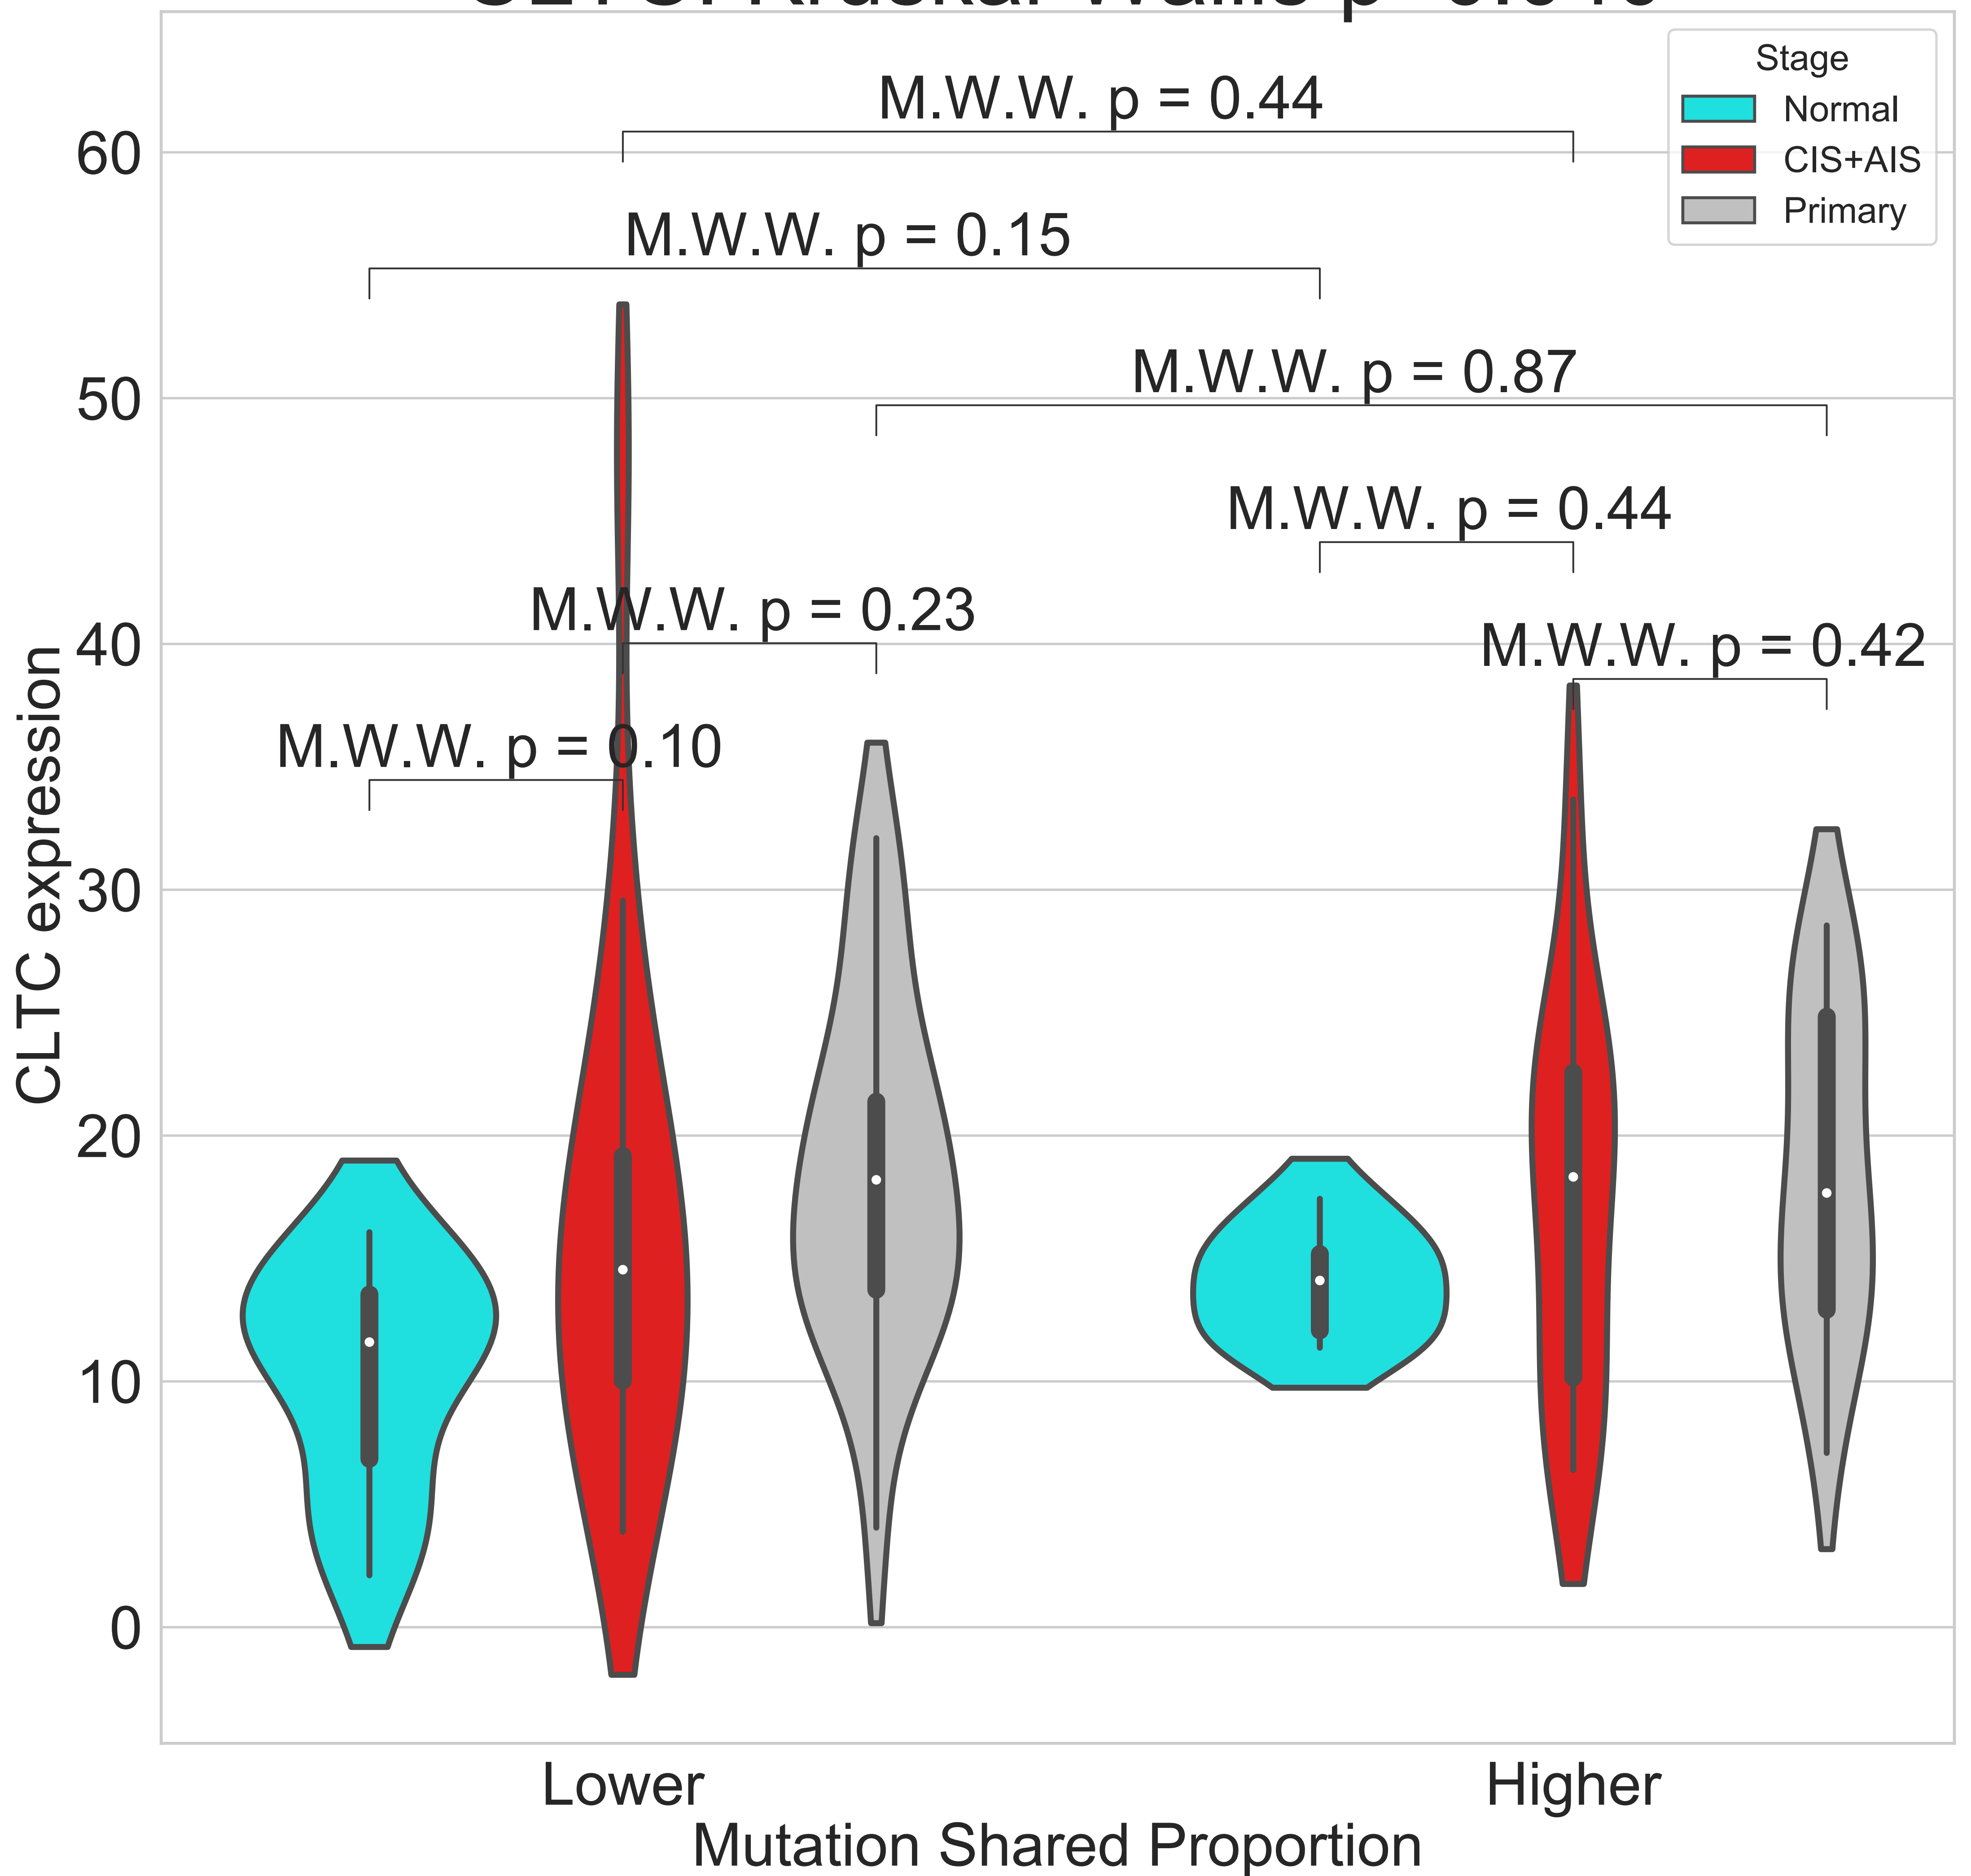 Stage
Normal
CIS+AIS
Primary
M.W.W. p = 0.44
M.W.W. p = 0.15
M.W.W. p = 0.87
M.W.W. p = 0.44
M.W.W. p = 0.23
M.W.W. p = 0.42
M.W.W. p = 0.10
CLTC expression
60
50
40
30
20
10
0
Lower
Higher
Mutation Shared Proportion